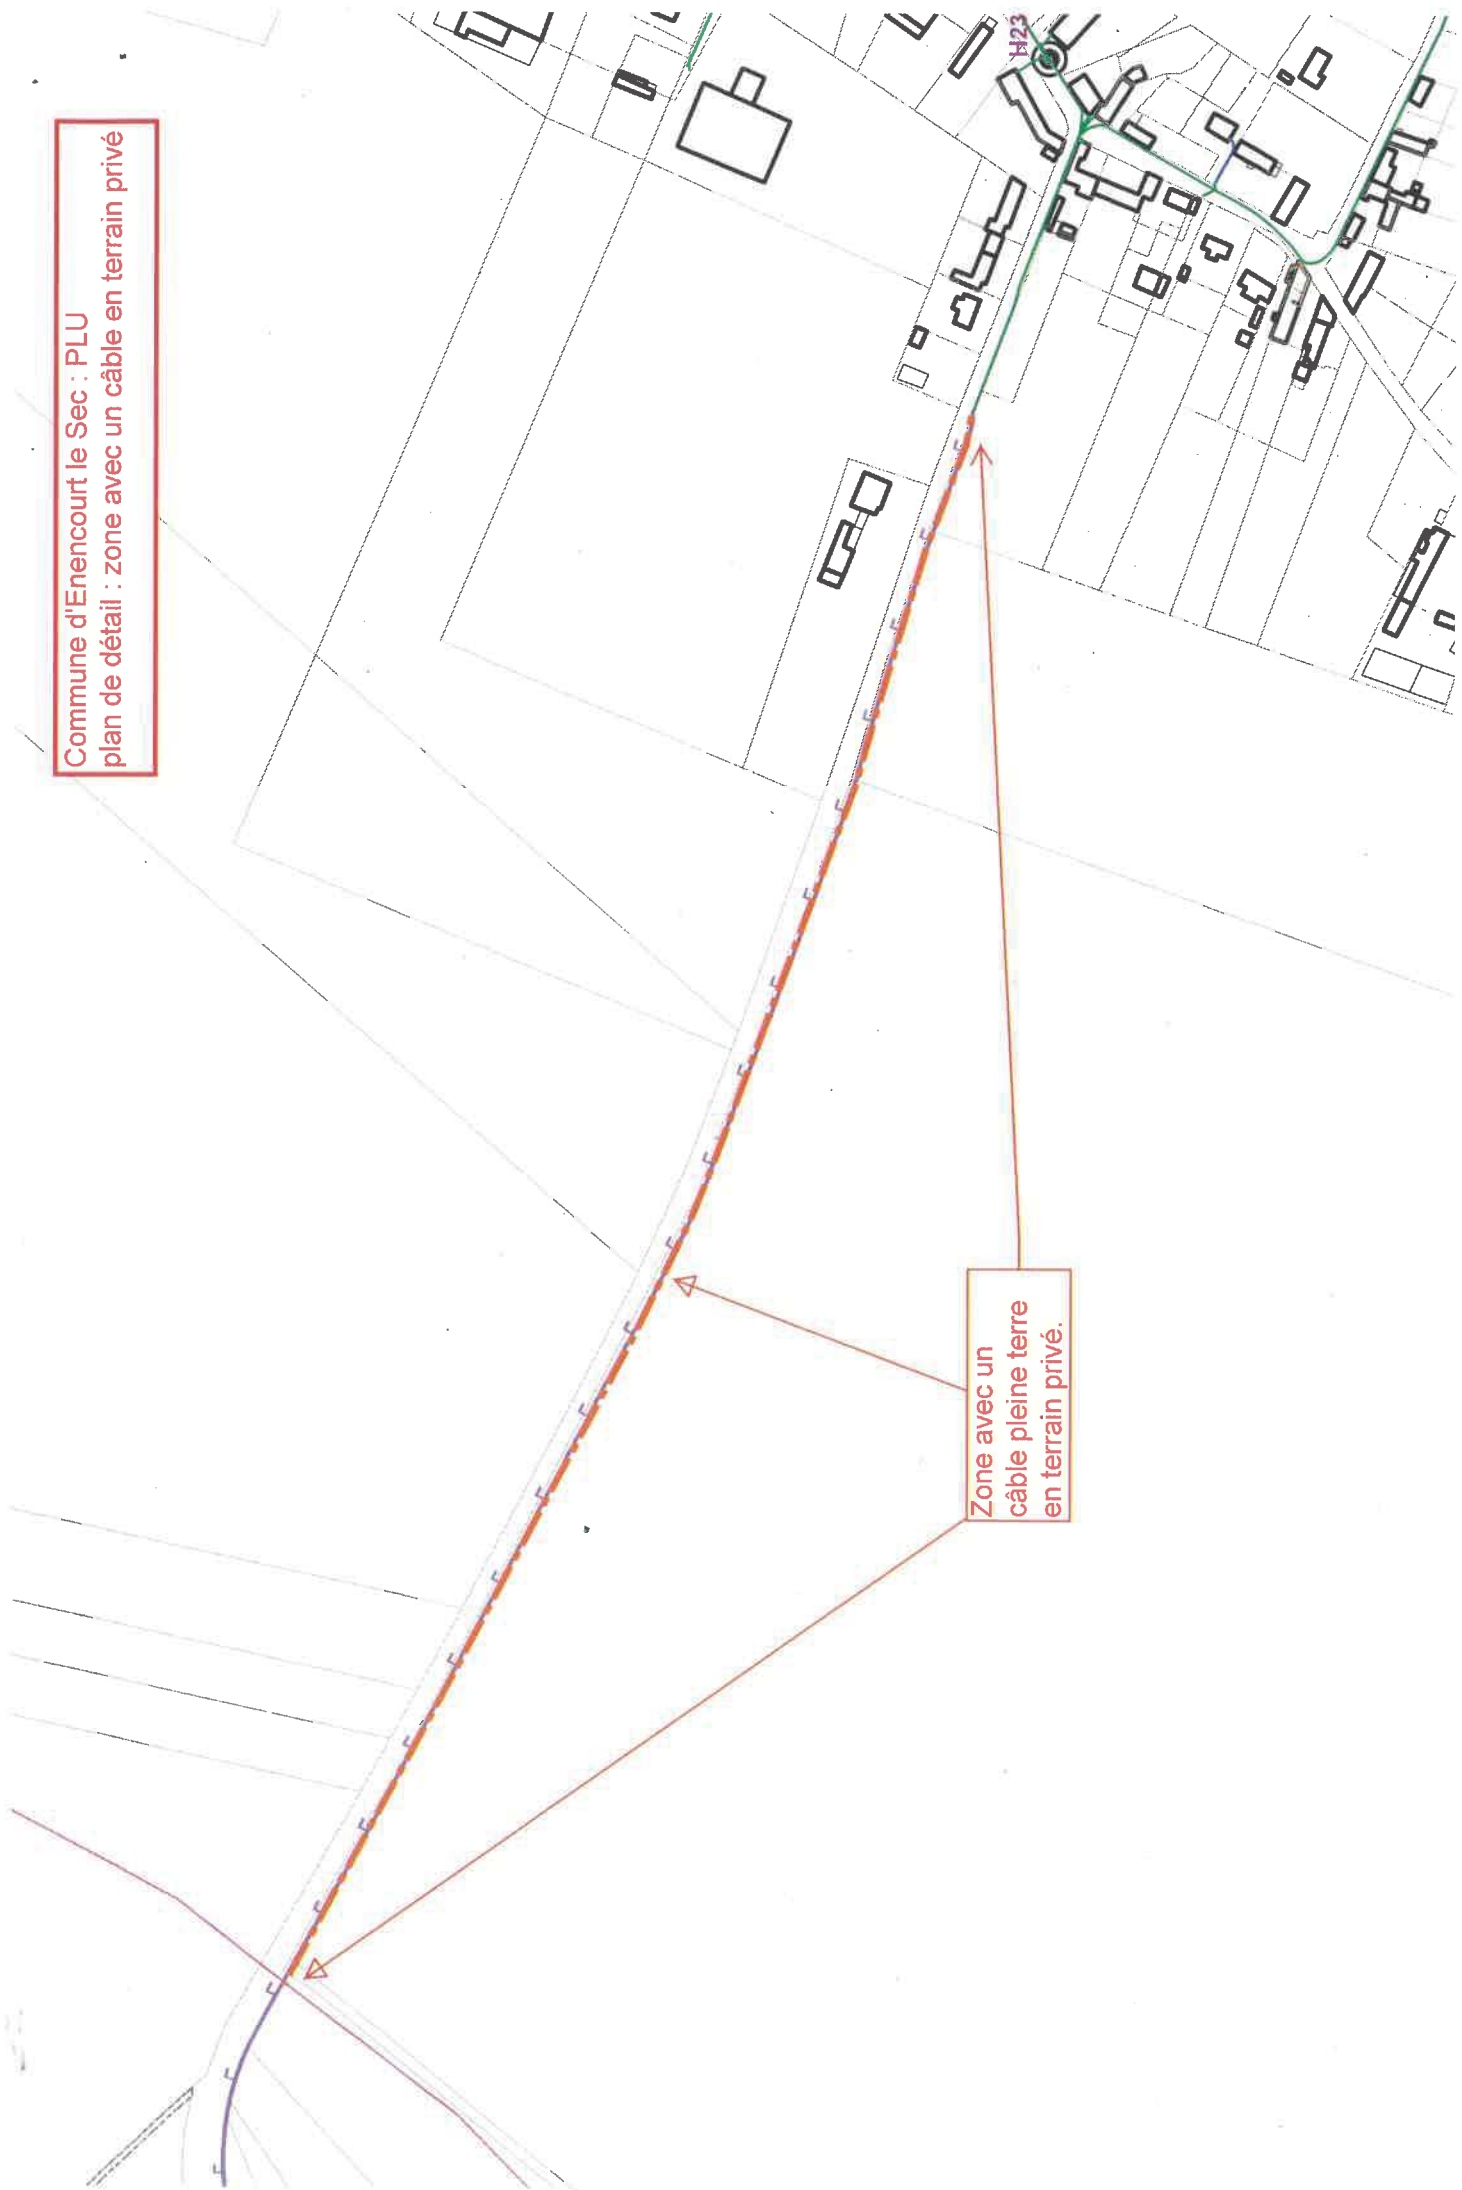 Commune d'Enencourt le Sec : PLU
plan de détail : zone avec un câble en terrain privé
H23
Zone avec un
câble pleine terre
en terrain privé.